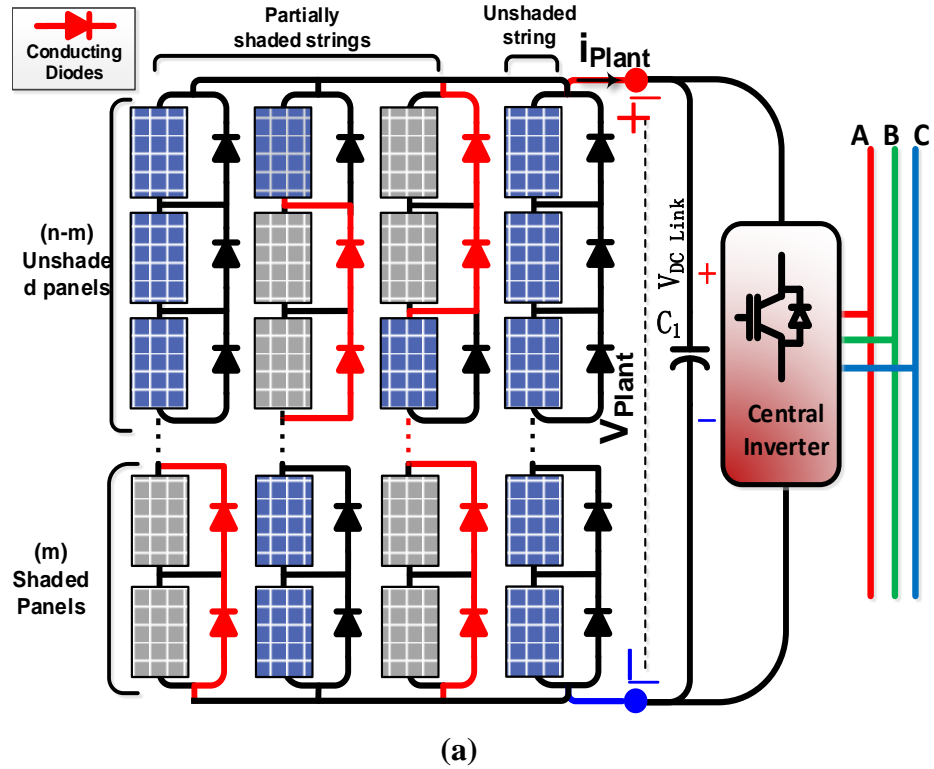 Conducting
Diodes
Partially
shaded strings
Unshaded
string
iPlant
(n-m)
Unshade
d panels
(m)
Shaded
Panels
+
VPlant
VDC Link
+
C1
−
Central
Inverter
A B C
(a)